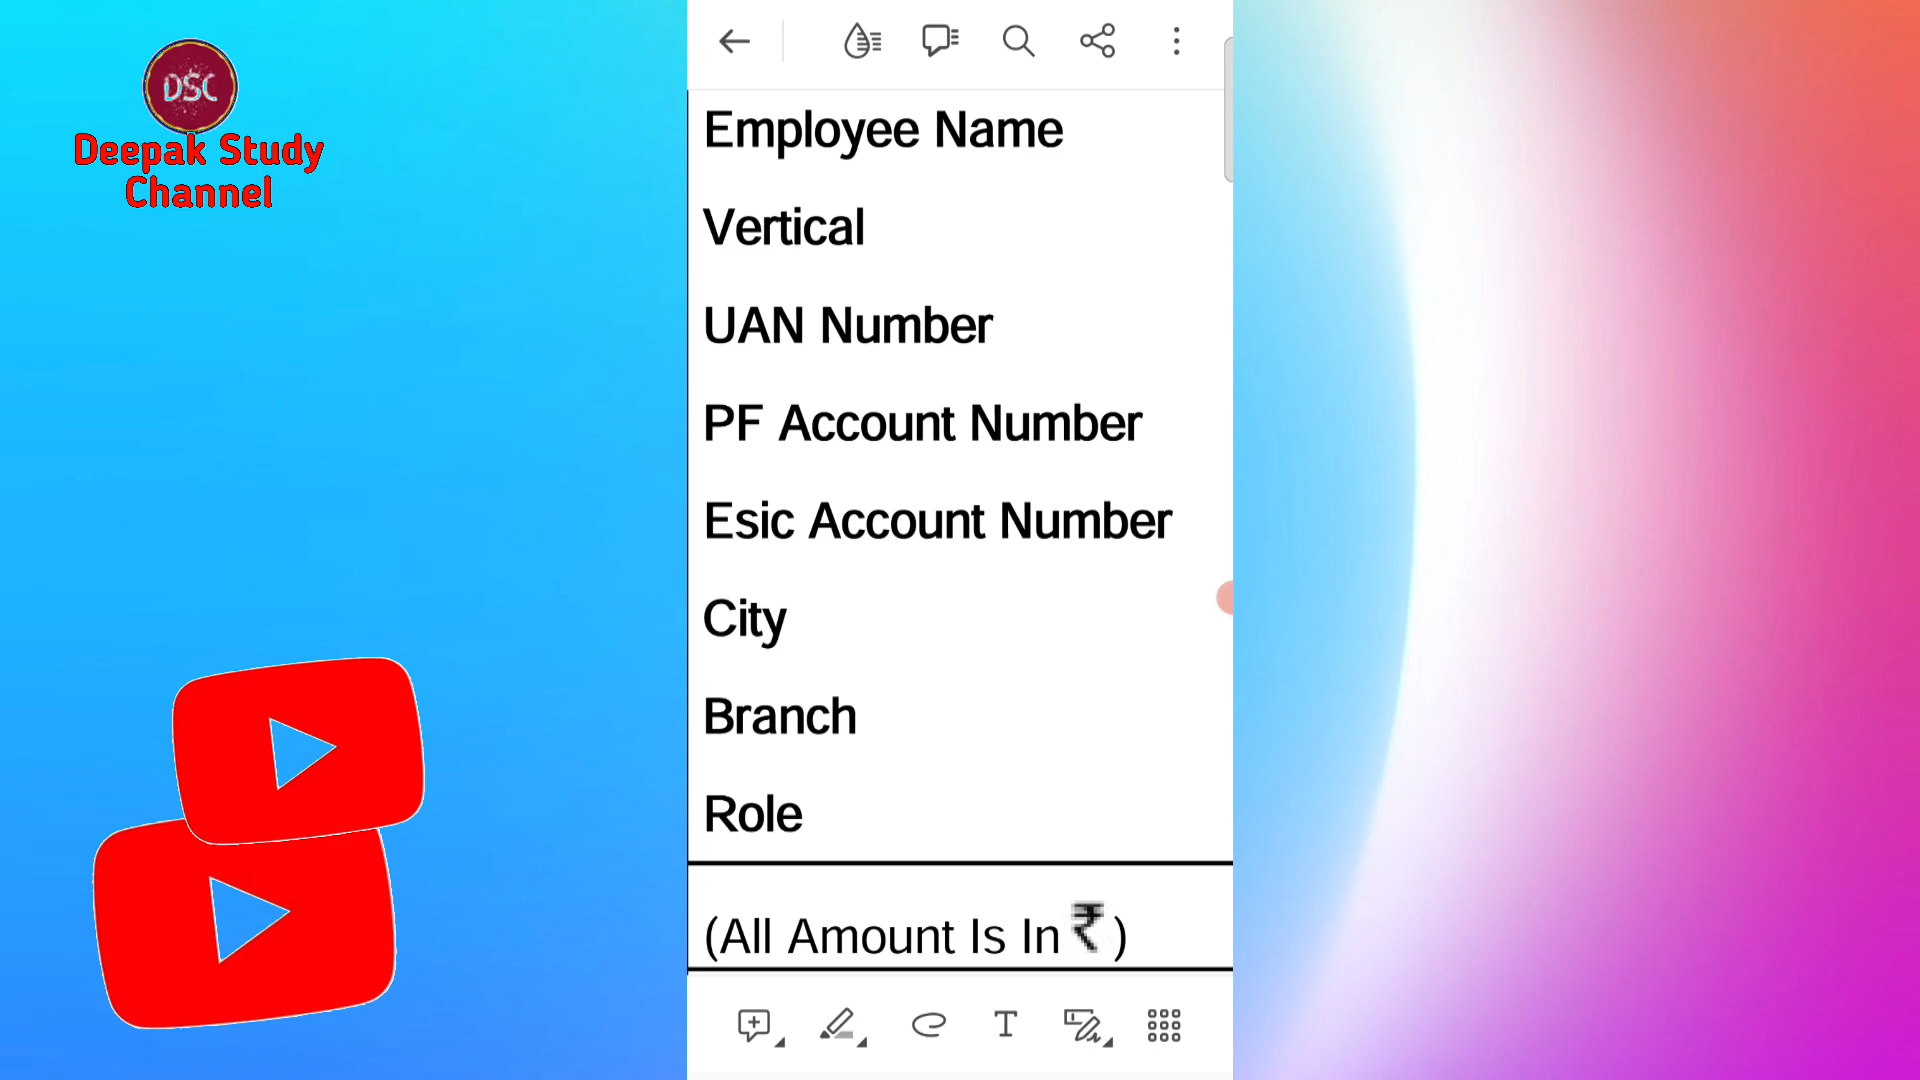 DSC
Deepak Study
Channel
Employee Name
Vertical
UAN Number
PF Account Number
Esic Account Number
City
Branch
Role
(All Amount Is In ₹ )
T